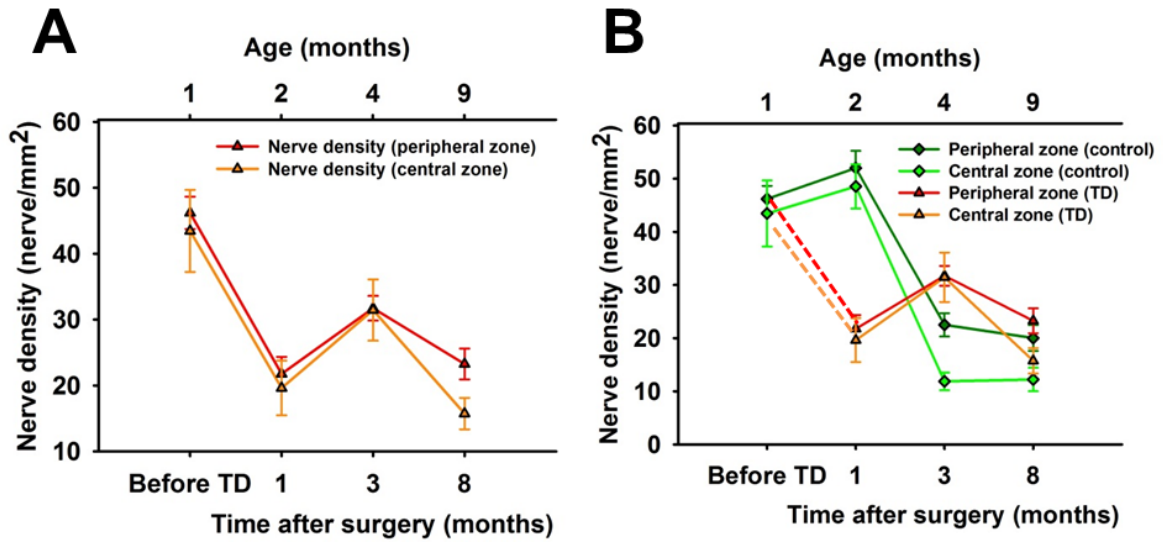 A
Age (months)
1 2 4 9
Nerve density (nerve/mm²)
60
50
40
30
20
10
Nerve density (peripheral zone)
Nerve density (central zone)
Before TD 1 3 8
Time after surgery (months)
B
Age (months)
1 2 4 9
Nerve density (nerve/mm²)
60
50
40
30
20
10
0
Peripheral zone (control)
Central zone (control)
Peripheral zone (TD)
Central zone (TD)
Before TD 1 3 8
Time after surgery (months)